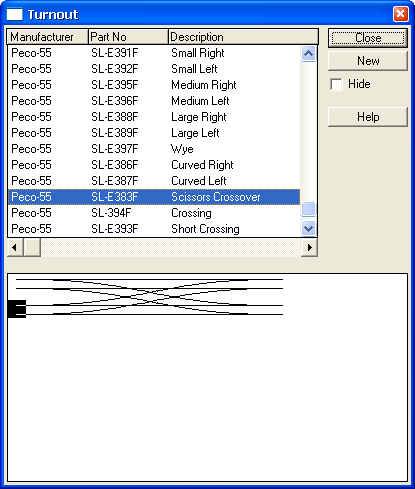 Turnout
Manufacturer Part No Description
Peco-55 SL-E391F Small Right
Peco-55 SL-E392F Small Left
Peco-55 SL-E395F Medium Right
Peco-55 SL-E396F Medium Left
Peco-55 SL-E388F Large Right
Peco-55 SL-E389F Large Left
Peco-55 SL-E397F Wye
Peco-55 SL-E386F Curved Right
Peco-55 SL-E387F Curved Left
Peco-55 SL-E383F Scissors Crossover
Peco-55 SL-394F Crossing
Peco-55 SL-E393F Short Crossing
Close
New
Hide
Help